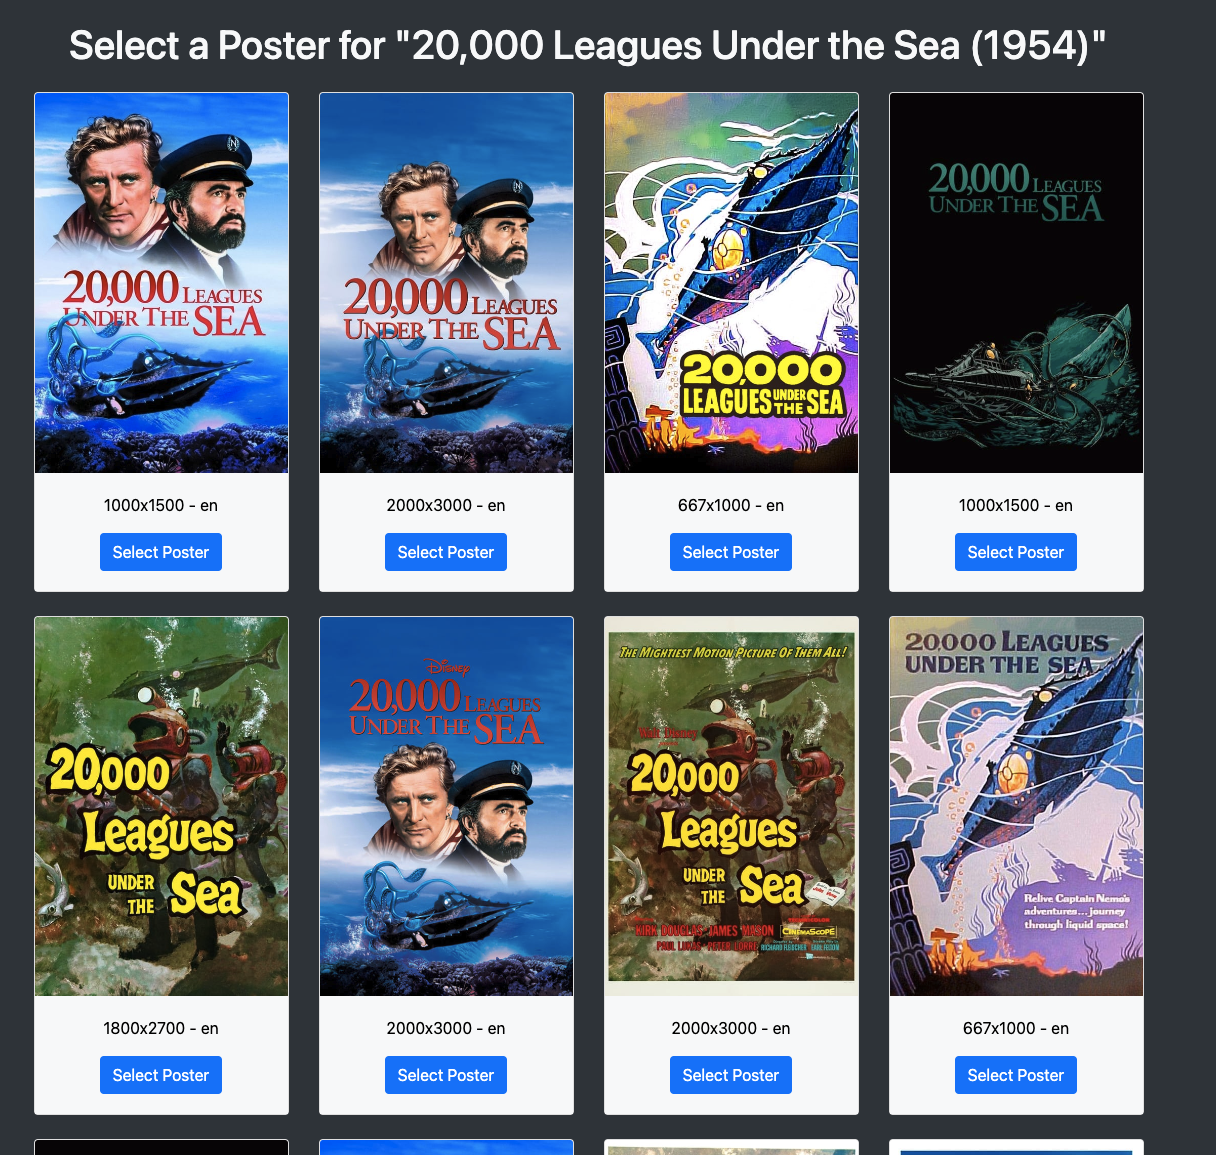 Select a Poster for "20,000 Leagues Under the Sea (1954)"
20,000 LEAGUES
UNDER THE SEA
1000x1500 - en
Select Poster
20,000 LEAGUES
UNDER THE SEA
2000x3000 - en
Select Poster
20,000
LEAGUES UNDER THE SEA
667x1000 - en
Select Poster
20,000 LEAGUES
UNDER THE SEA
1000x1500 - en
Select Poster
20,000
Leagues
UNDER
THE Sea
1800x2700 - en
Select Poster
Disney
20,000 LEAGUES
UNDER THE SEA
2000x3000 - en
Select Poster
THE MIGHTIEST MOTION PICTURE OF THEM ALL!
Walt Disney
20,000
Leagues
UNDER
THE Sea
KIRK DOUGLAS JAMES MASON CINEMASCOPE
PAUL LUKAS PETER LORRE RICHARD FLEISCHER EARL FELTON
2000x3000 - en
Select Poster
20,000 LEAGUES
UNDER THE SEA
Relive Captain Nemo's
adventures... journey
through liquid space!
667x1000 - en
Select Poster